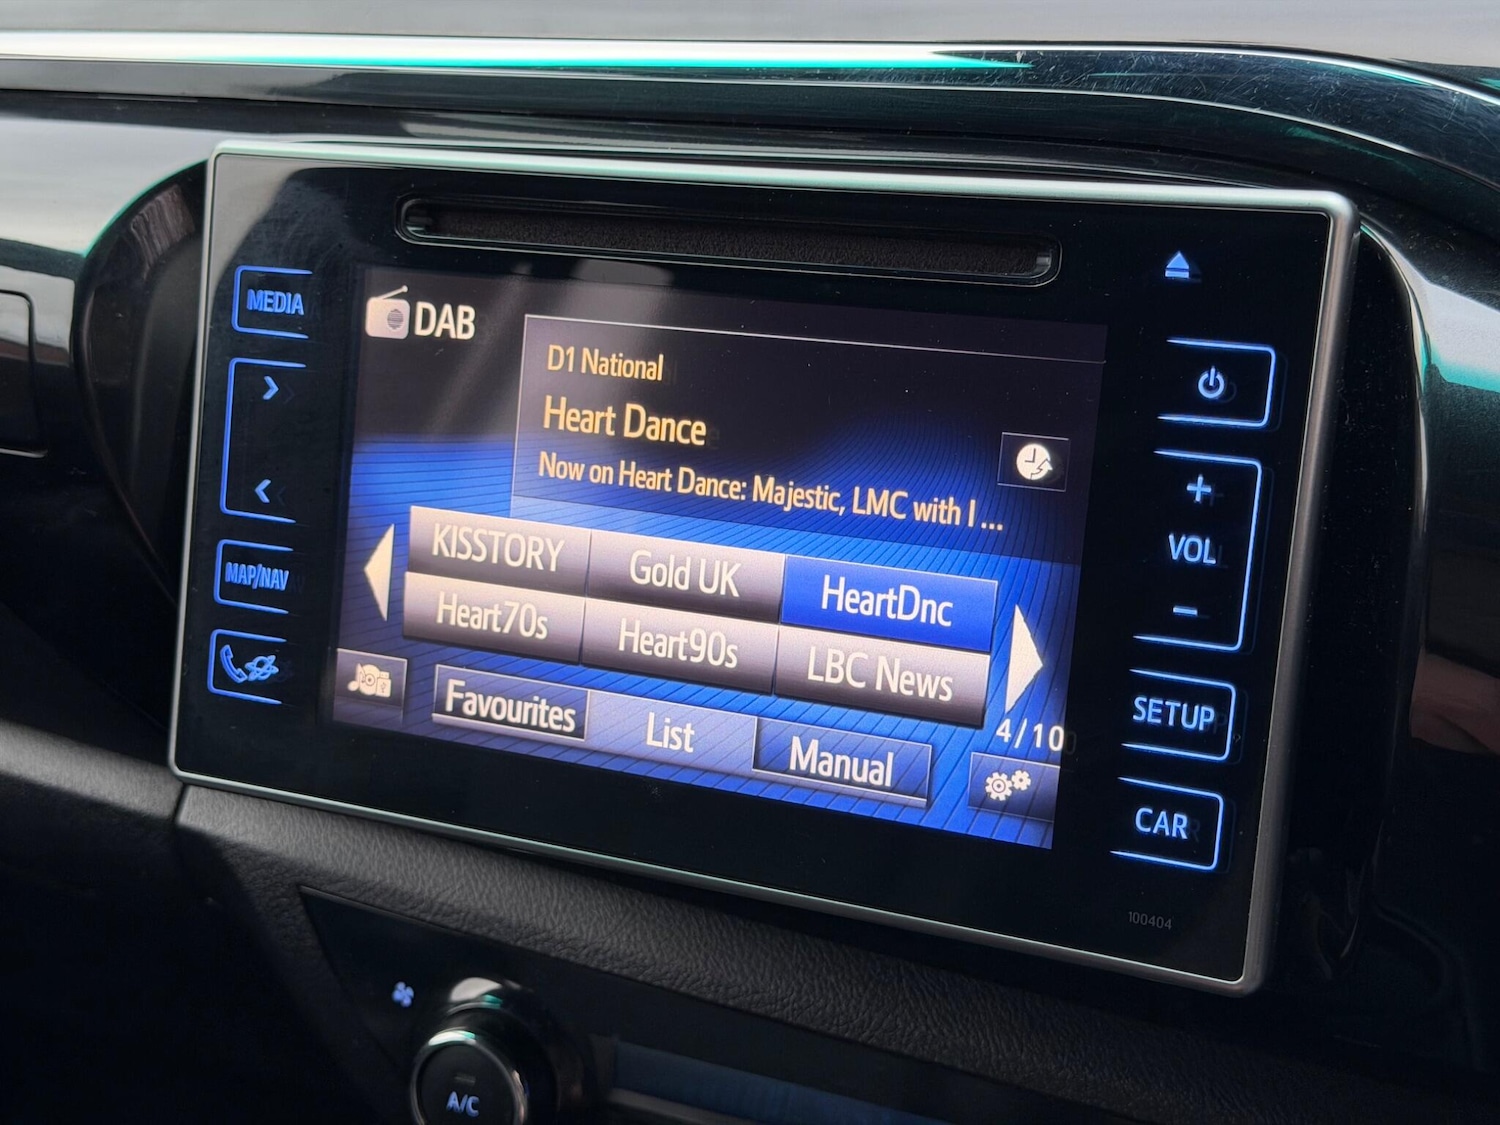 MEDIA
DAB
D1 National
Heart Dance
Now on Heart Dance: Majestic, LMC with I ...
KISSTORY
Gold UK
HeartDnc
Heart70s
Heart90s
LBC News
MAP/NAV
Favourites
List
Manual
4/10
+
VOL
−
SETUP
CAR
100404
A/C